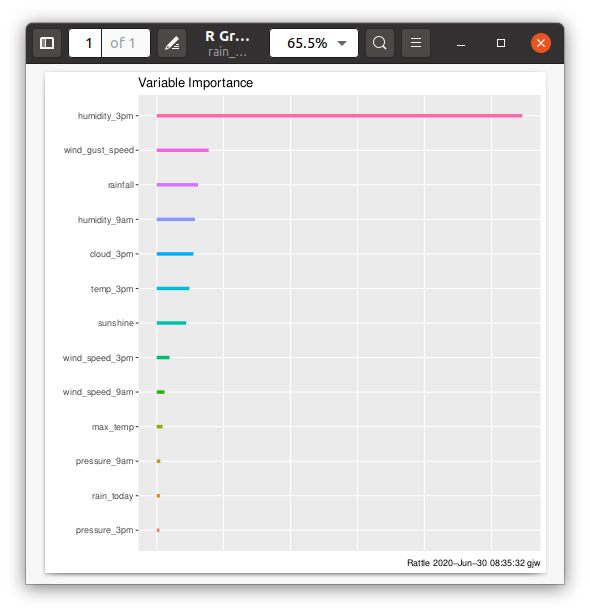 1 of 1
R Gr...
rain_...
65.5%
Variable Importance
humidity_3pm
wind_gust_speed
rainfall
humidity_9am
cloud_3pm
temp_3pm
sunshine
wind_speed_3pm
wind_speed_9am
max_temp
pressure_9am
rain_today
pressure_3pm
Rattle 2020-Jun-30 08:35:32 gjw